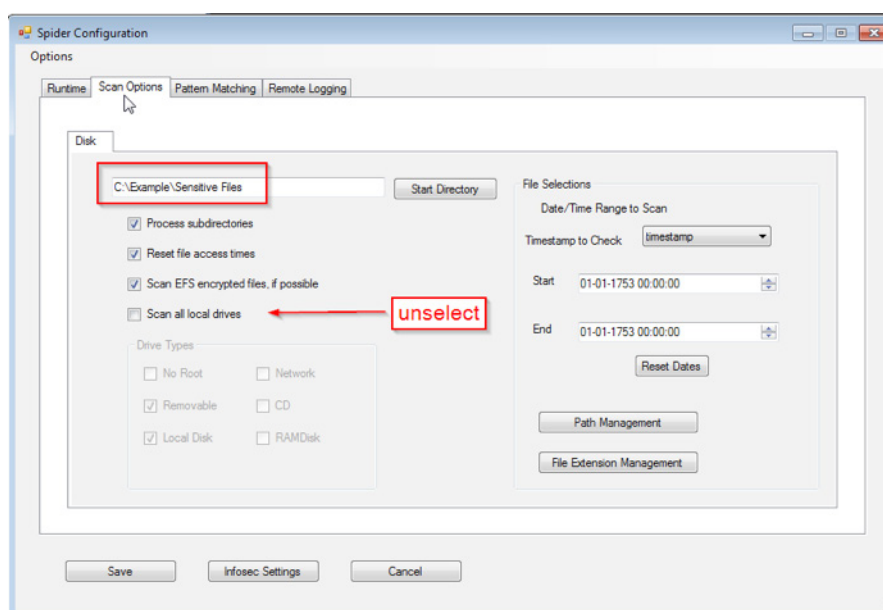 Spider Configuration
Options
Runtime Scan Options Pattern Matching Remote Logging
Disk
C:\Example\Sensitive Files
Start Directory
Process subdirectories
Reset file access times
Scan EFS encrypted files, if possible
Scan all local drives
unselect
Drive Types
No Root Network
Removable CD
Local Disk RAMDisk
File Selections
Date/Time Range to Scan
Timestamp to Check timestamp
Start 01-01-1753 00:00:00
End 01-01-1753 00:00:00
Reset Dates
Path Management
File Extension Management
Save Infosec Settings Cancel